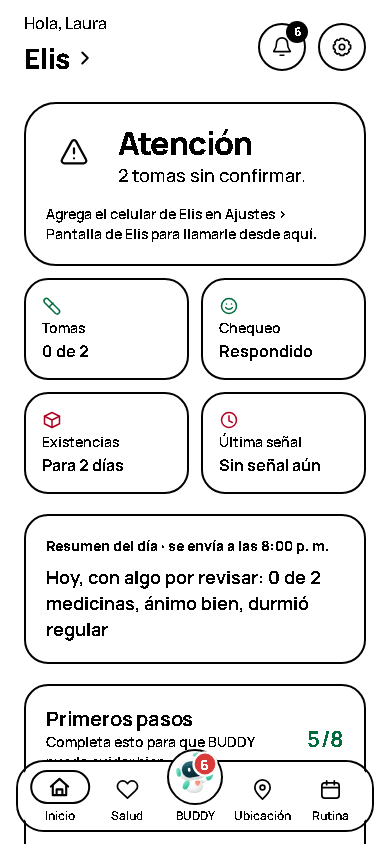 Hola, Laura
Elis
6
Atención
2 tomas sin confirmar.
Agrega el celular de Elis en Ajustes ›
Pantalla de Elis para llamarle desde aquí.
Tomas
0 de 2
Chequeo
Respondido
Existencias
Para 2 días
Última señal
Sin señal aún
Resumen del día · se envía a las 8:00 p. m.
Hoy, con algo por revisar: 0 de 2
medicinas, ánimo bien, durmió
regular
Primeros pasos
Completa esto para que BUDDY
5/8
6
Inicio
Salud
BUDDY
Ubicación
Rutina